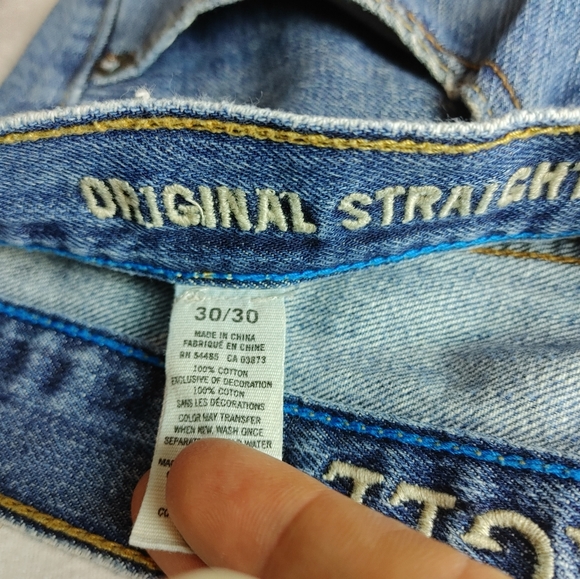 ORIGINAL STRAIGHT
30/30
MADE IN CHINA
FABRIQUÉ EN CHINE
RN 54485 CA 03873
100% COTTON
EXCLUSIVE OF DECORATION
100% COTON
SANS LES DÉCORATIONS
COLOR MAY TRANSFER
WHEN NEW, WASH ONCE
WATER